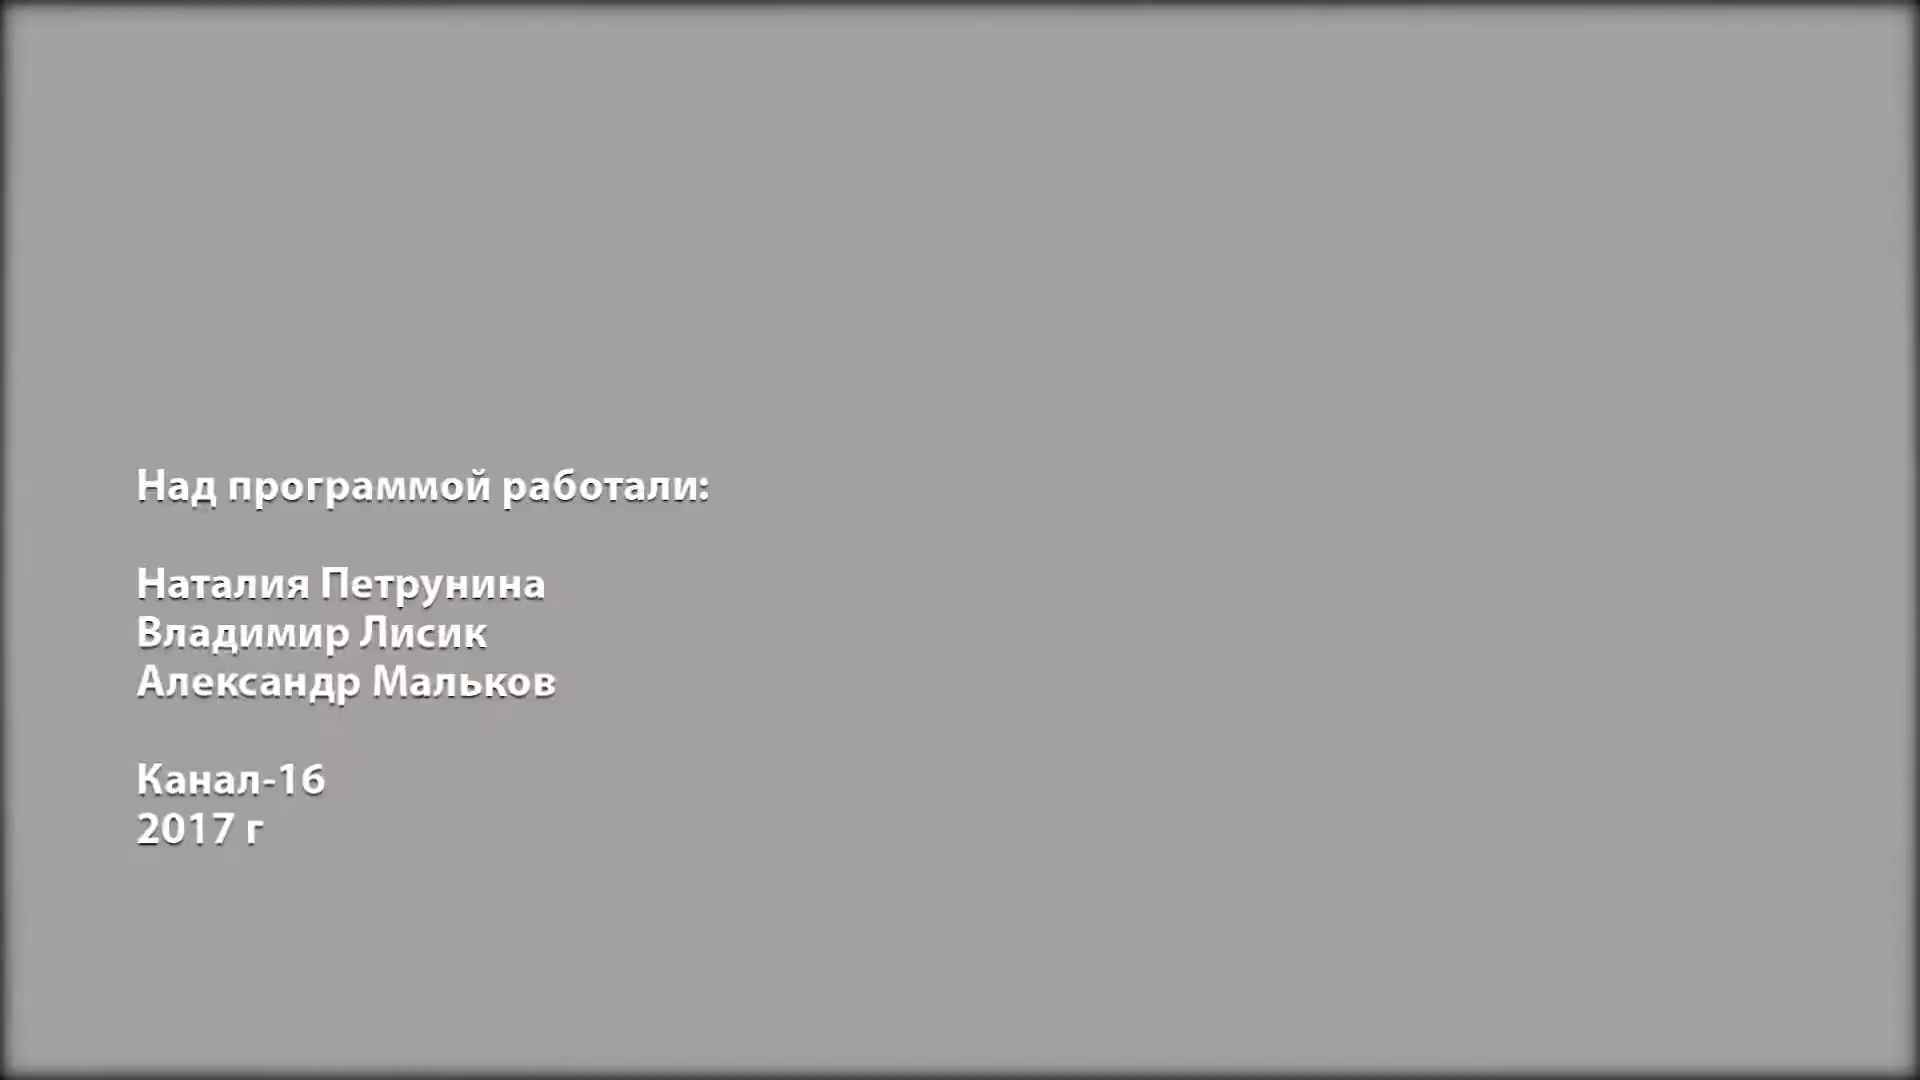 Над программой работали:
Наталия Петрунина
Владимир Лисик
Александр Мальков
Канал-16
2017 г